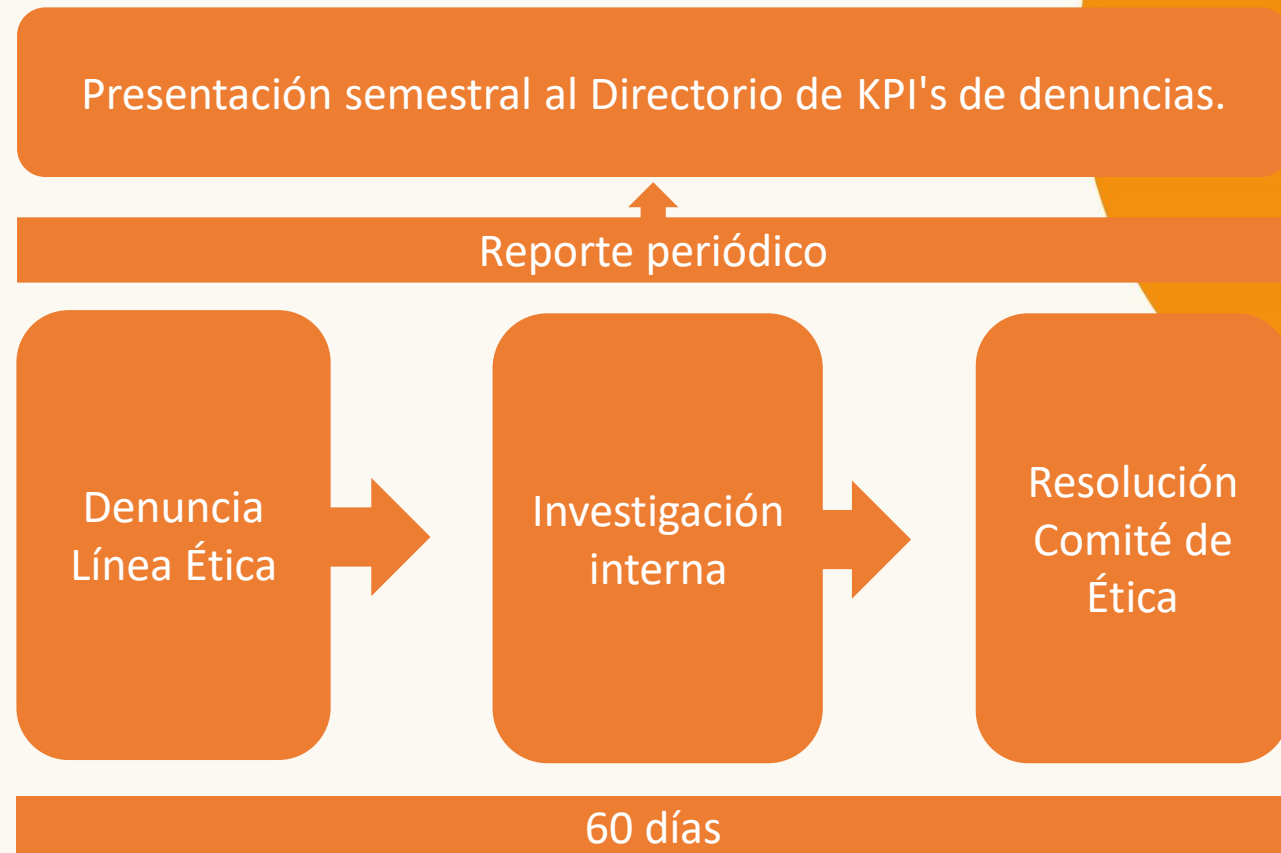 Presentación semestral al Directorio de KPI's de denuncias.
Reporte periódico
Denuncia
Línea Ética
Investigación
interna
Resolución
Comité de
Ética
60 días